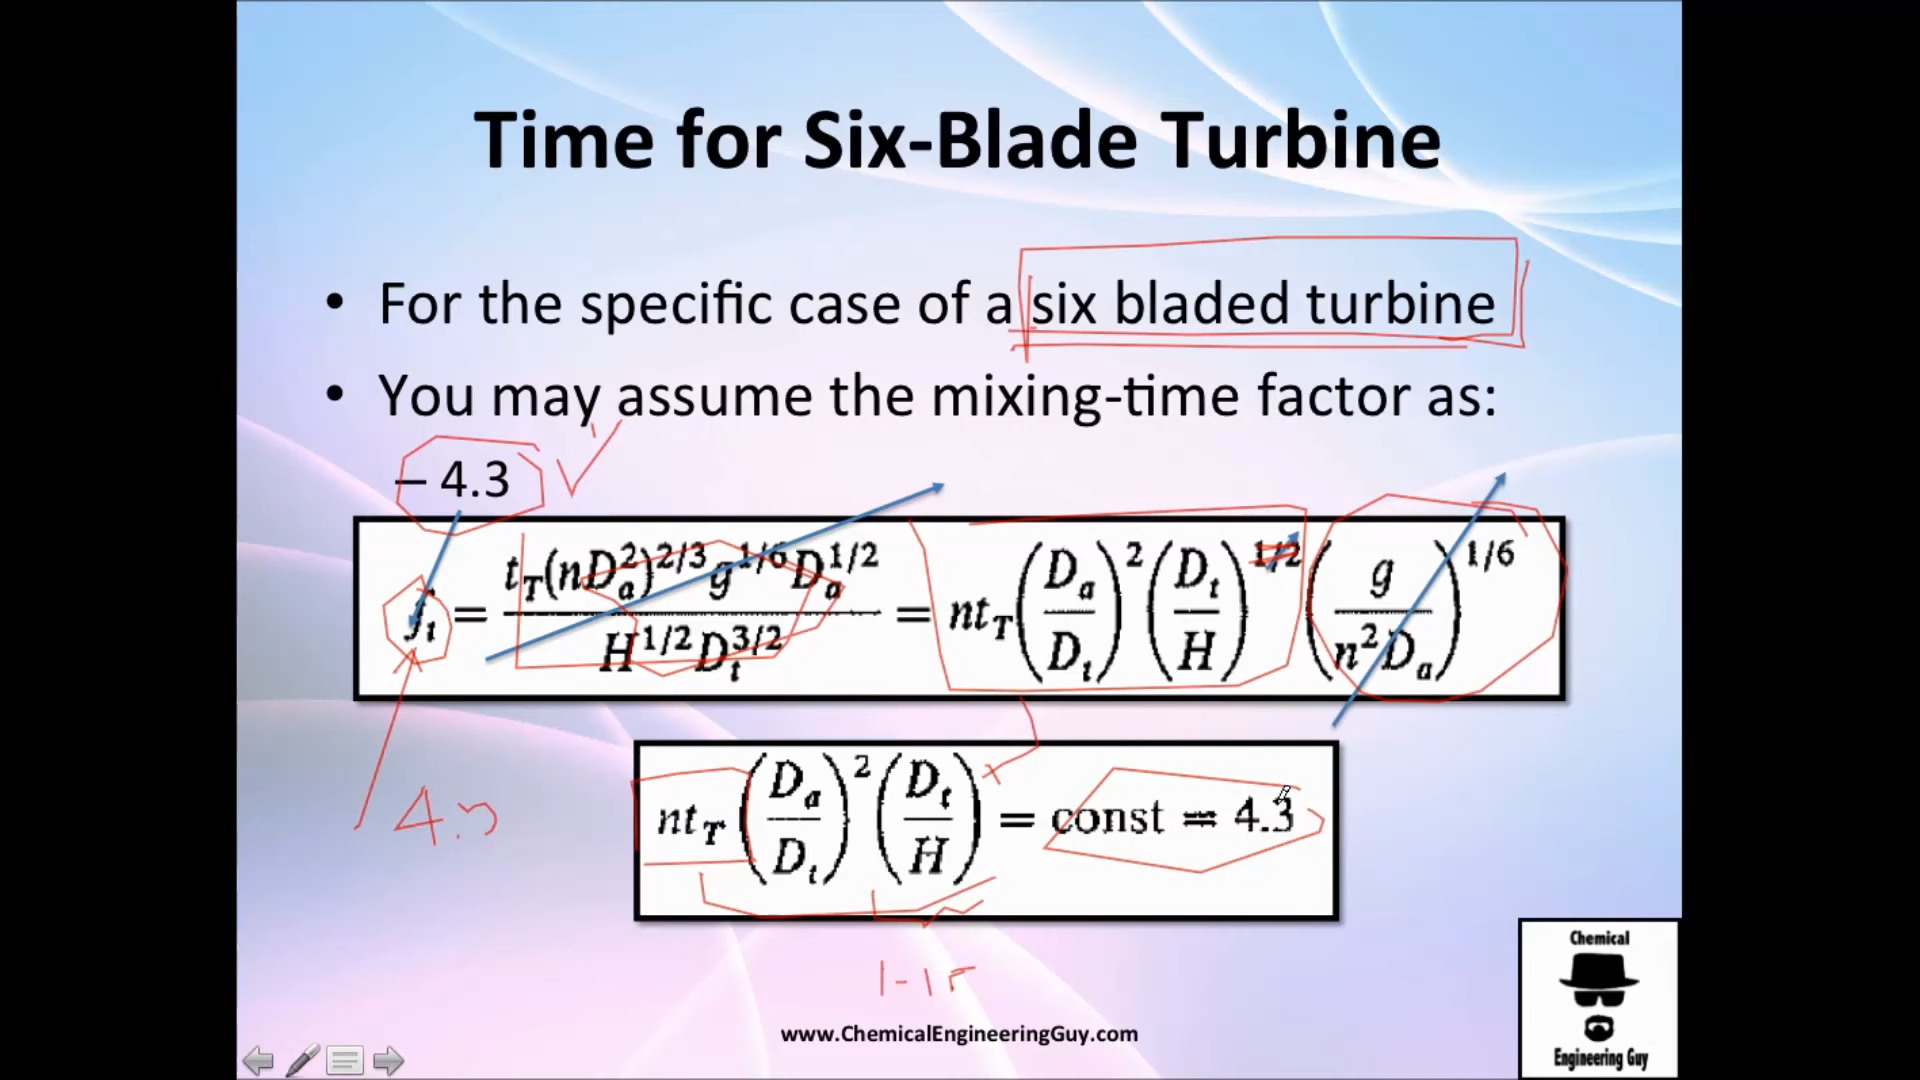 Time for Six-Blade Turbine
• For the specific case of a six bladed turbine
• You may assume the mixing-time factor as:
– 4.3
f_t = t_T(nD_a^2)^{2/3} g^{1/6} D_a^{1/2} / H^{1/2} D_t^{3/2} = nt_T (D_a / D_t)^2 (D_t / H)^{1/2} (g / n^2 D_a)^{1/6}
nt_T (D_a / D_t)^2 (D_t / H) = const = 4.3
www.ChemicalEngineeringGuy.com
Chemical
Engineering Guy